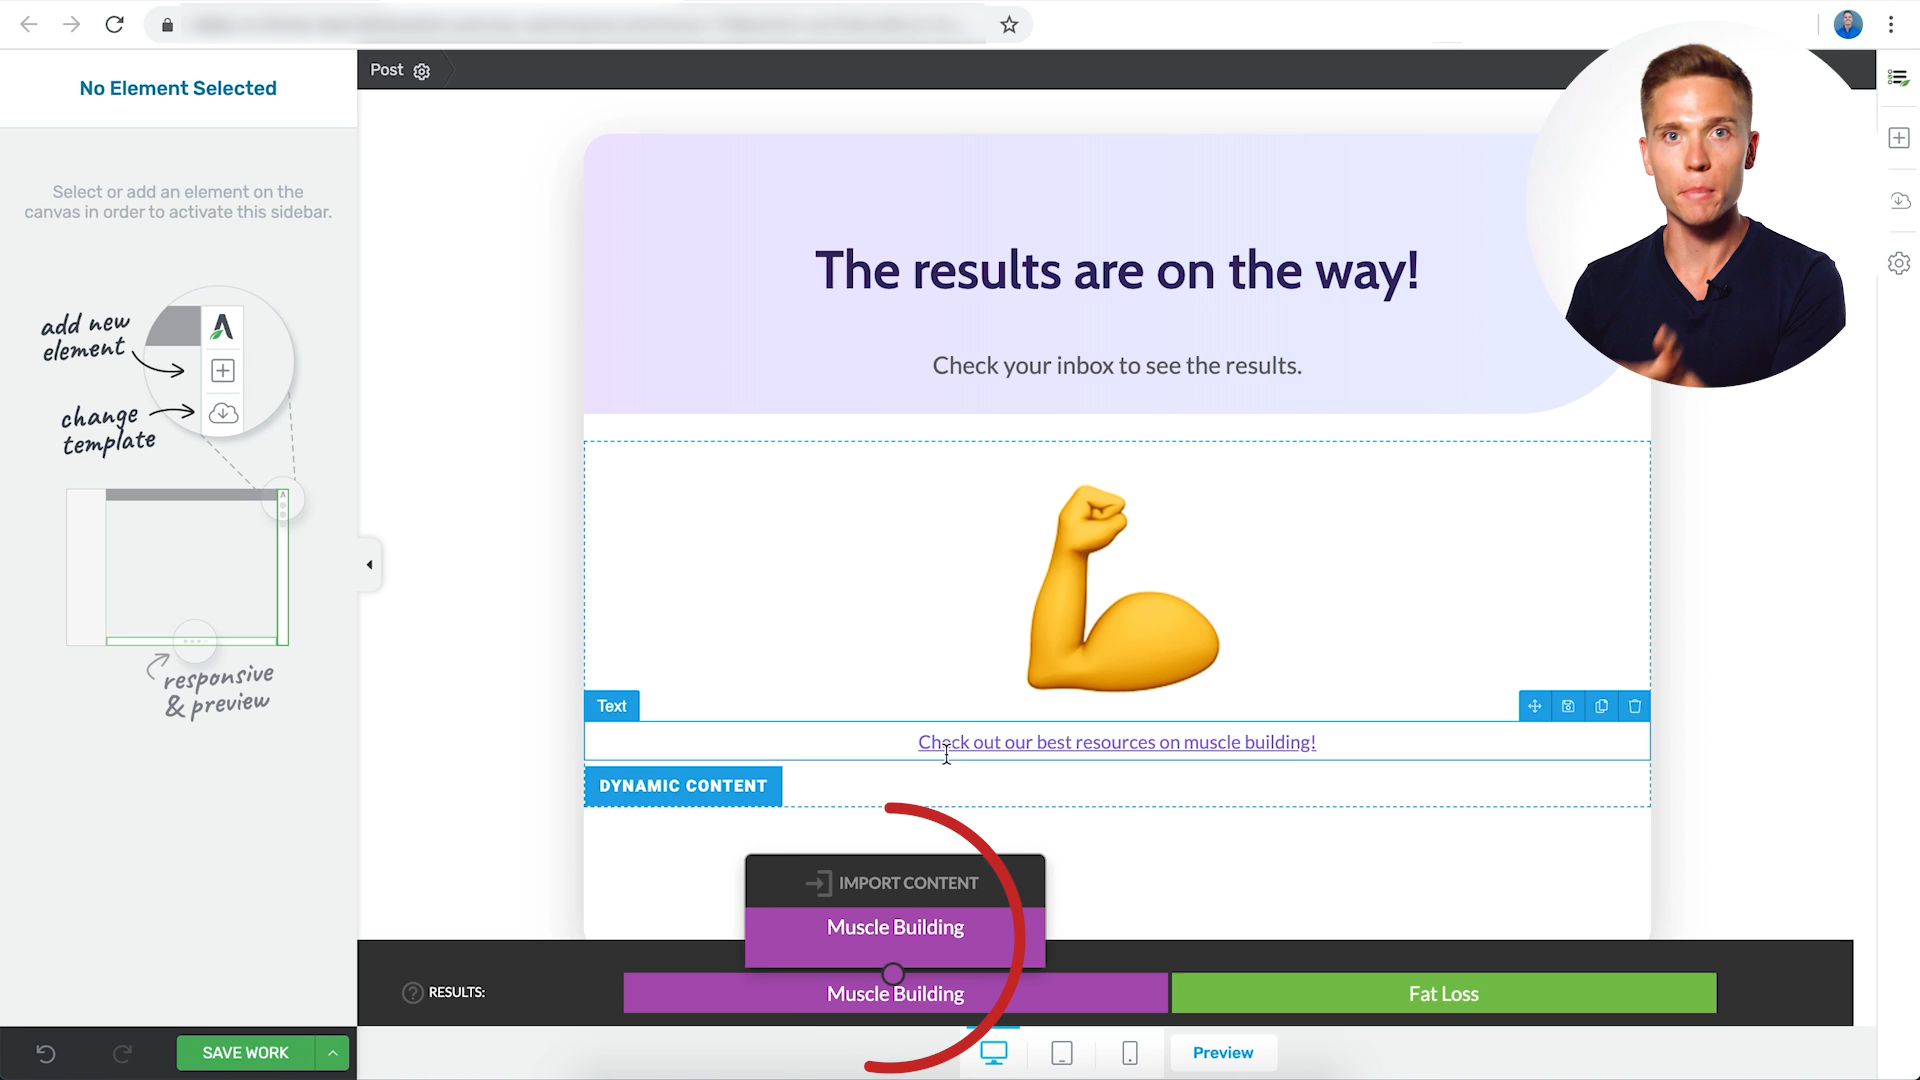 No Element Selected
Post
Select or add an element on the
canvas in order to activate this sidebar.
add new
element
change
template
responsive
& preview
The results are on the way!
Check your inbox to see the results.
Text
Check out our best resources on muscle building!
DYNAMIC CONTENT
IMPORT CONTENT
Muscle Building
RESULTS:
Muscle Building
Fat Loss
SAVE WORK
Preview